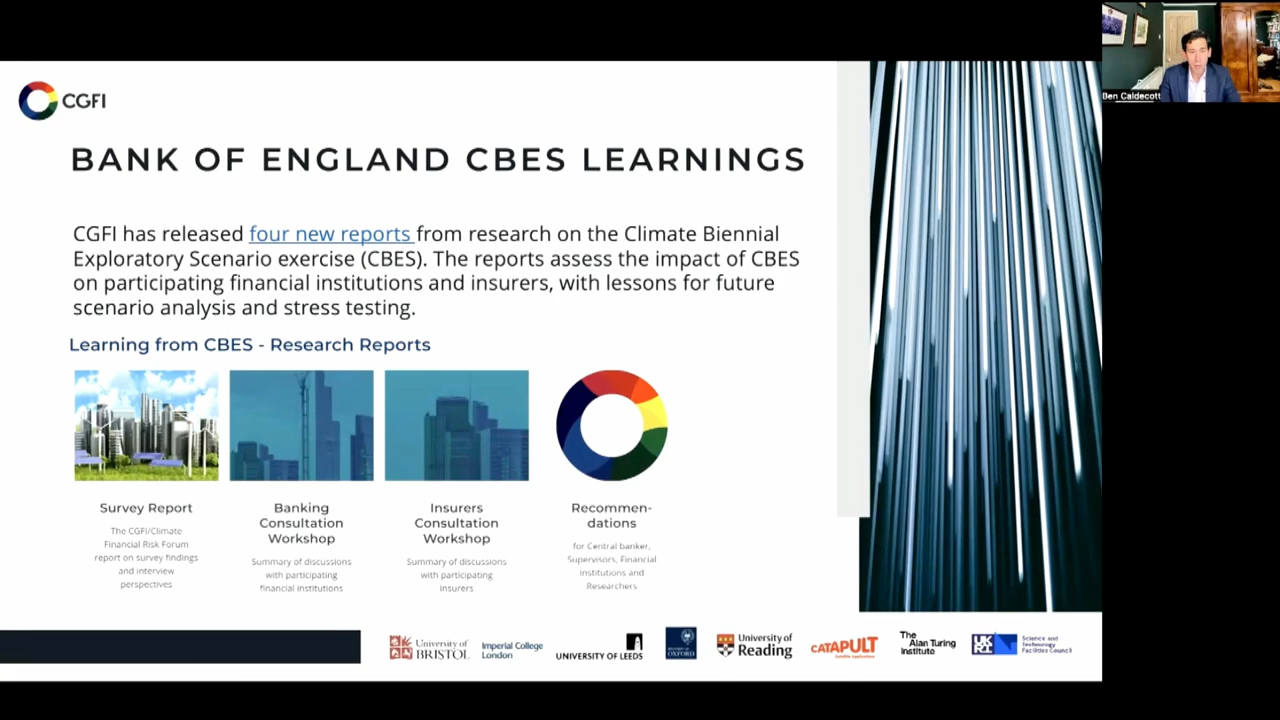 CGFI
BANK OF ENGLAND CBES LEARNINGS
CGFI has released four new reports from research on the Climate Biennial
Exploratory Scenario exercise (CBES). The reports assess the impact of CBES
on participating financial institutions and insurers, with lessons for future
scenario analysis and stress testing.
Learning from CBES - Research Reports
Survey Report
The CGFI/Climate
Financial Risk Forum
report on survey findings
and interview
perspectives
Banking
Consultation
Workshop
Summary of discussions
with participating
financial institutions
Insurers
Consultation
Workshop
Summary of discussions
with participating
insurers
Recommen-
dations
for Central banker,
Supervisors, Financial
Institutions and
Researchers
University of
BRISTOL
Imperial College
London
UNIVERSITY OF LEEDS
UNIVERSITY OF
OXFORD
University of
Reading
CATAPULT
Satellite Applications
The
Alan Turing
Institute
UKRI
Science and
Technology
Facilities Council
Ben Caldecott